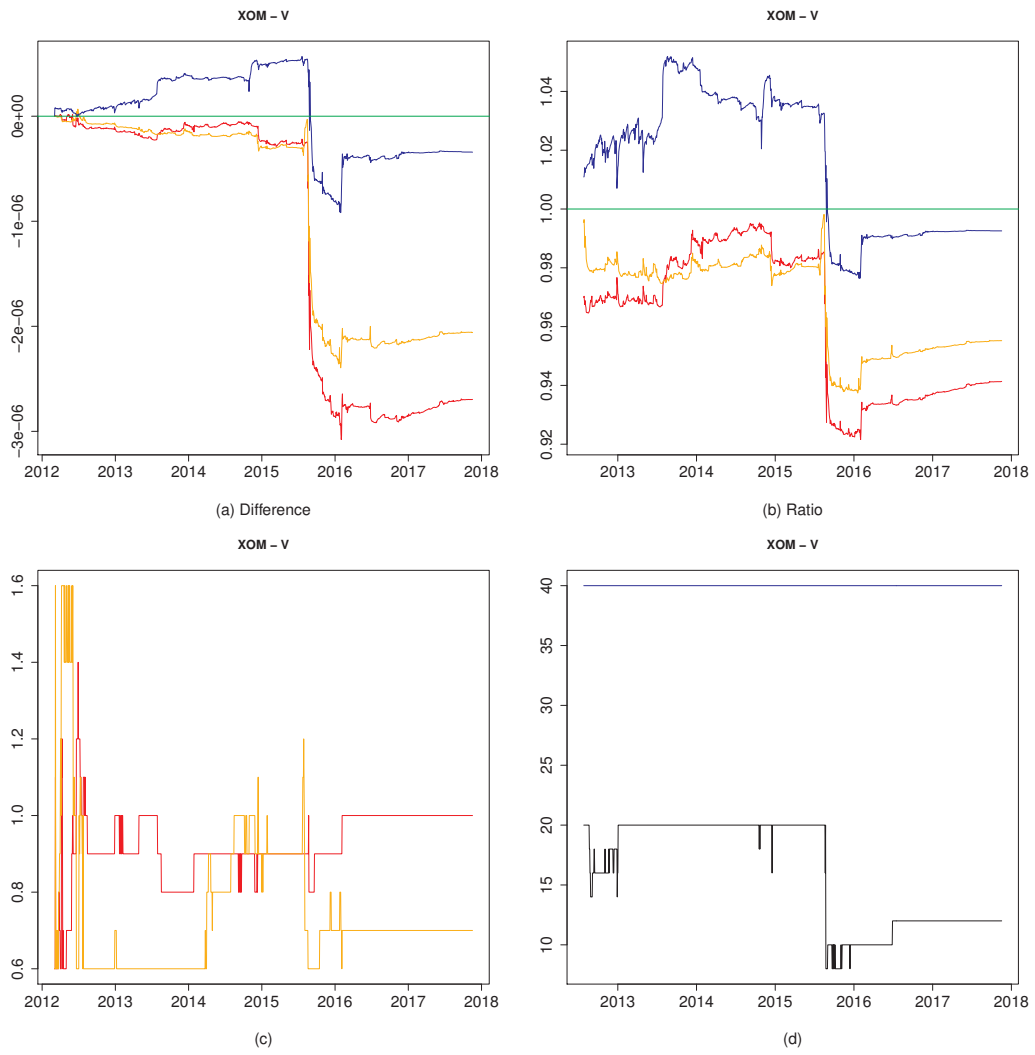 XOM − V
0e+00
−1e−06
−2e−06
−3e−06
2012 2013 2014 2015 2016 2017 2018
(a) Difference
XOM − V
1.04
1.02
1.00
0.98
0.96
0.94
0.92
2013 2014 2015 2016 2017 2018
(b) Ratio
XOM − V
1.6
1.4
1.2
1.0
0.8
0.6
2012 2013 2014 2015 2016 2017 2018
(c)
XOM − V
40
35
30
25
20
15
10
2013 2014 2015 2016 2017 2018
(d)